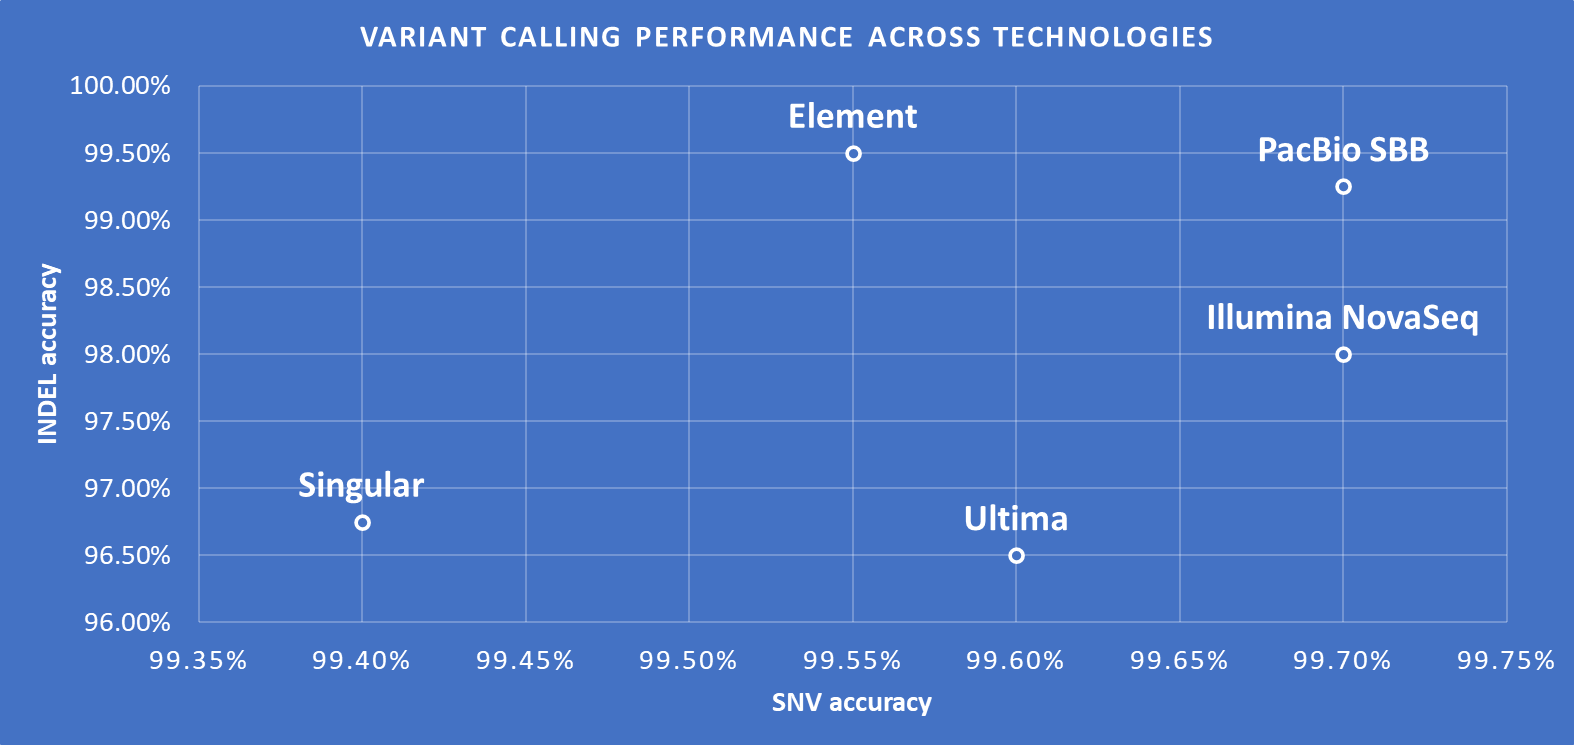 VARIANT CALLING PERFORMANCE ACROSS TECHNOLOGIES
100.00%
Element
99.50%
PacBio SBB
99.00%
98.50%
Illumina NovaSeq
98.00%
97.50%
97.00%
Singular
Ultima
96.50%
96.00%
INDEL accuracy
99.35% 99.40% 99.45% 99.50% 99.55% 99.60% 99.65% 99.70% 99.75%
SNV accuracy